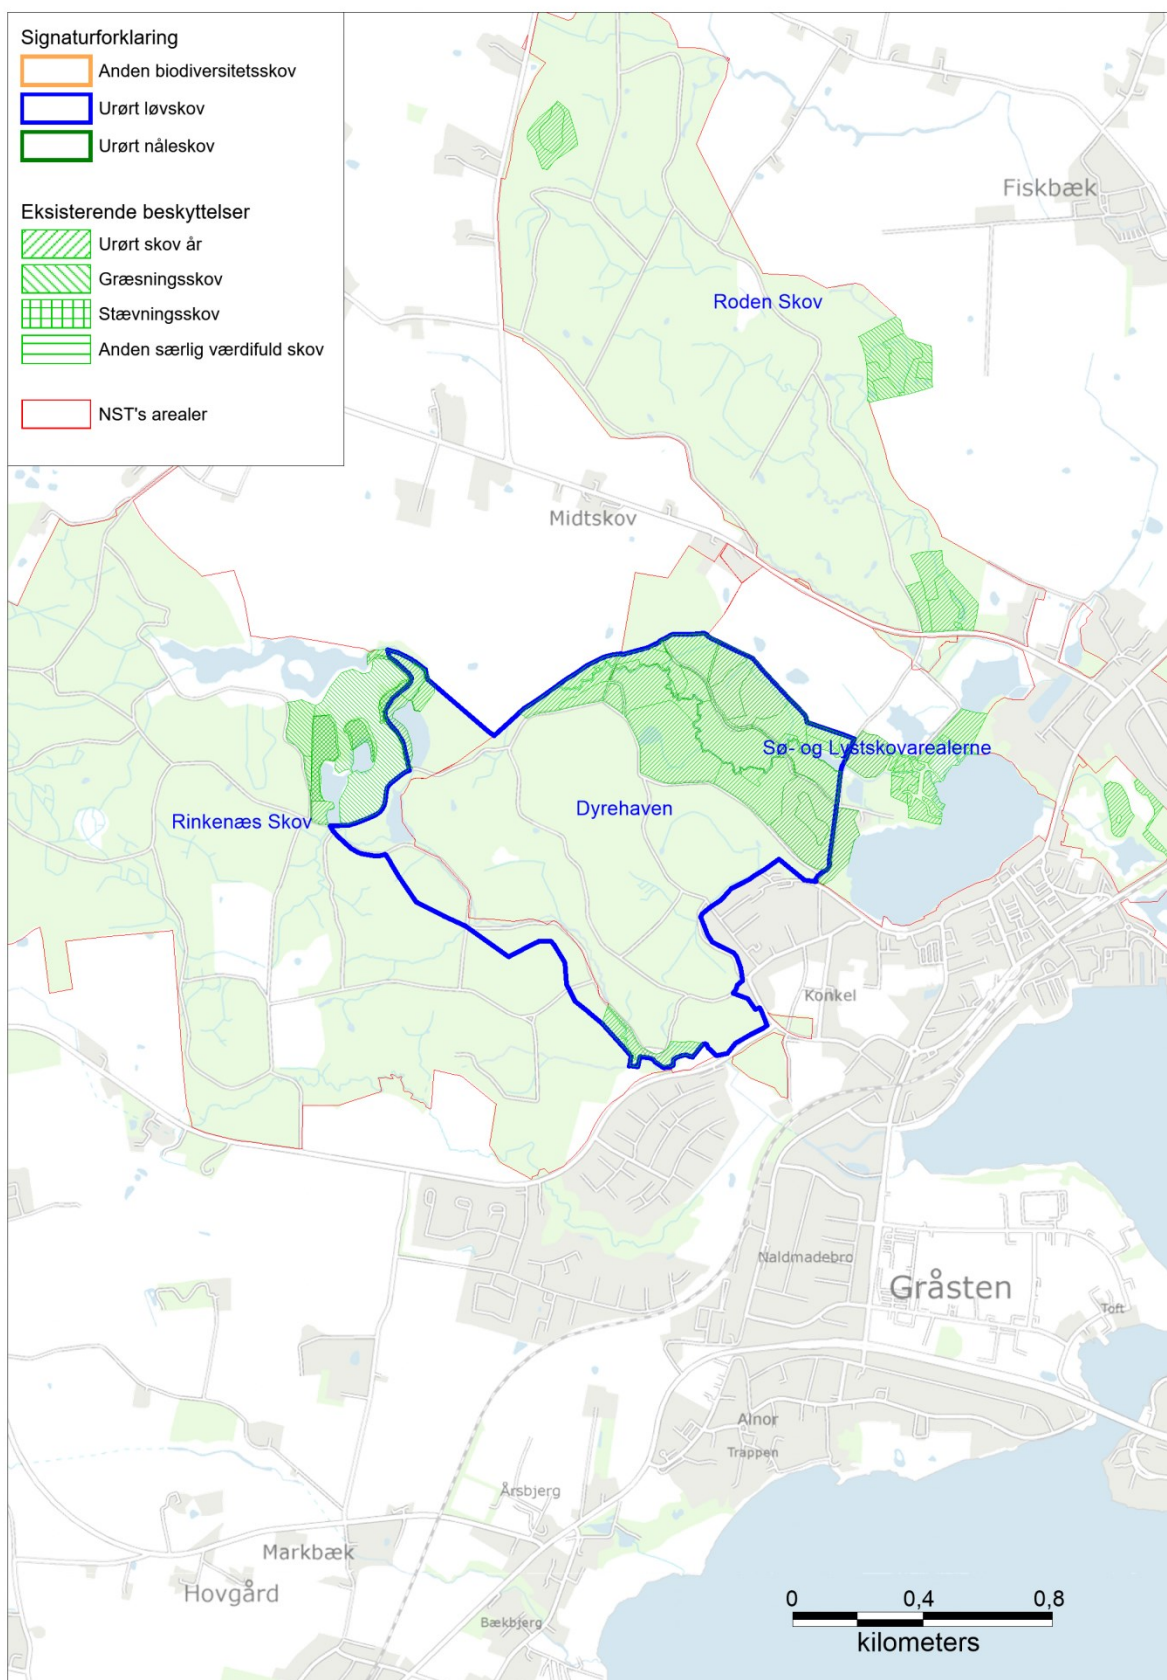 Signaturforklaring
Anden biodiversitetsskov
Urørt løvskov
Urørt nåleskov
Eksisterende beskyttelser
Urørt skov år
Græsningsskov
Stævningsskov
Anden særlig værdifuld skov
NST's arealer
Fiskbæk
Roden Skov
Midtskov
Sø- og Lystskovarealerne
Dyrehaven
Rinkenæs Skov
Konkel
Naldmadebro
Gråsten
Toft
Alnor
Trappen
Årsbjerg
Markbæk
Hovgård
Bækbjerg
0 0,4 0,8
kilometers